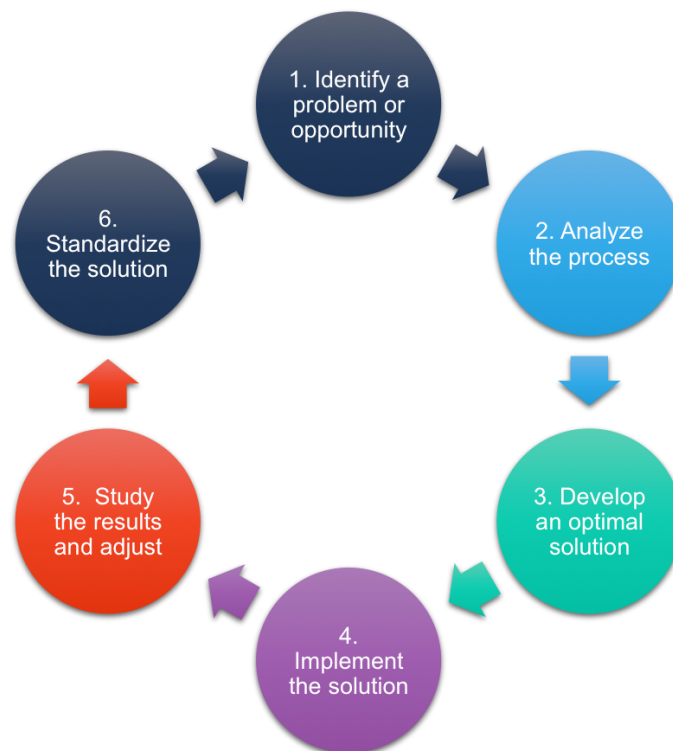 1. Identify a
problem or
opportunity
2. Analyze
the process
3. Develop
an optimal
solution
4.
Implement
the solution
5. Study
the results
and adjust
6.
Standardize
the solution